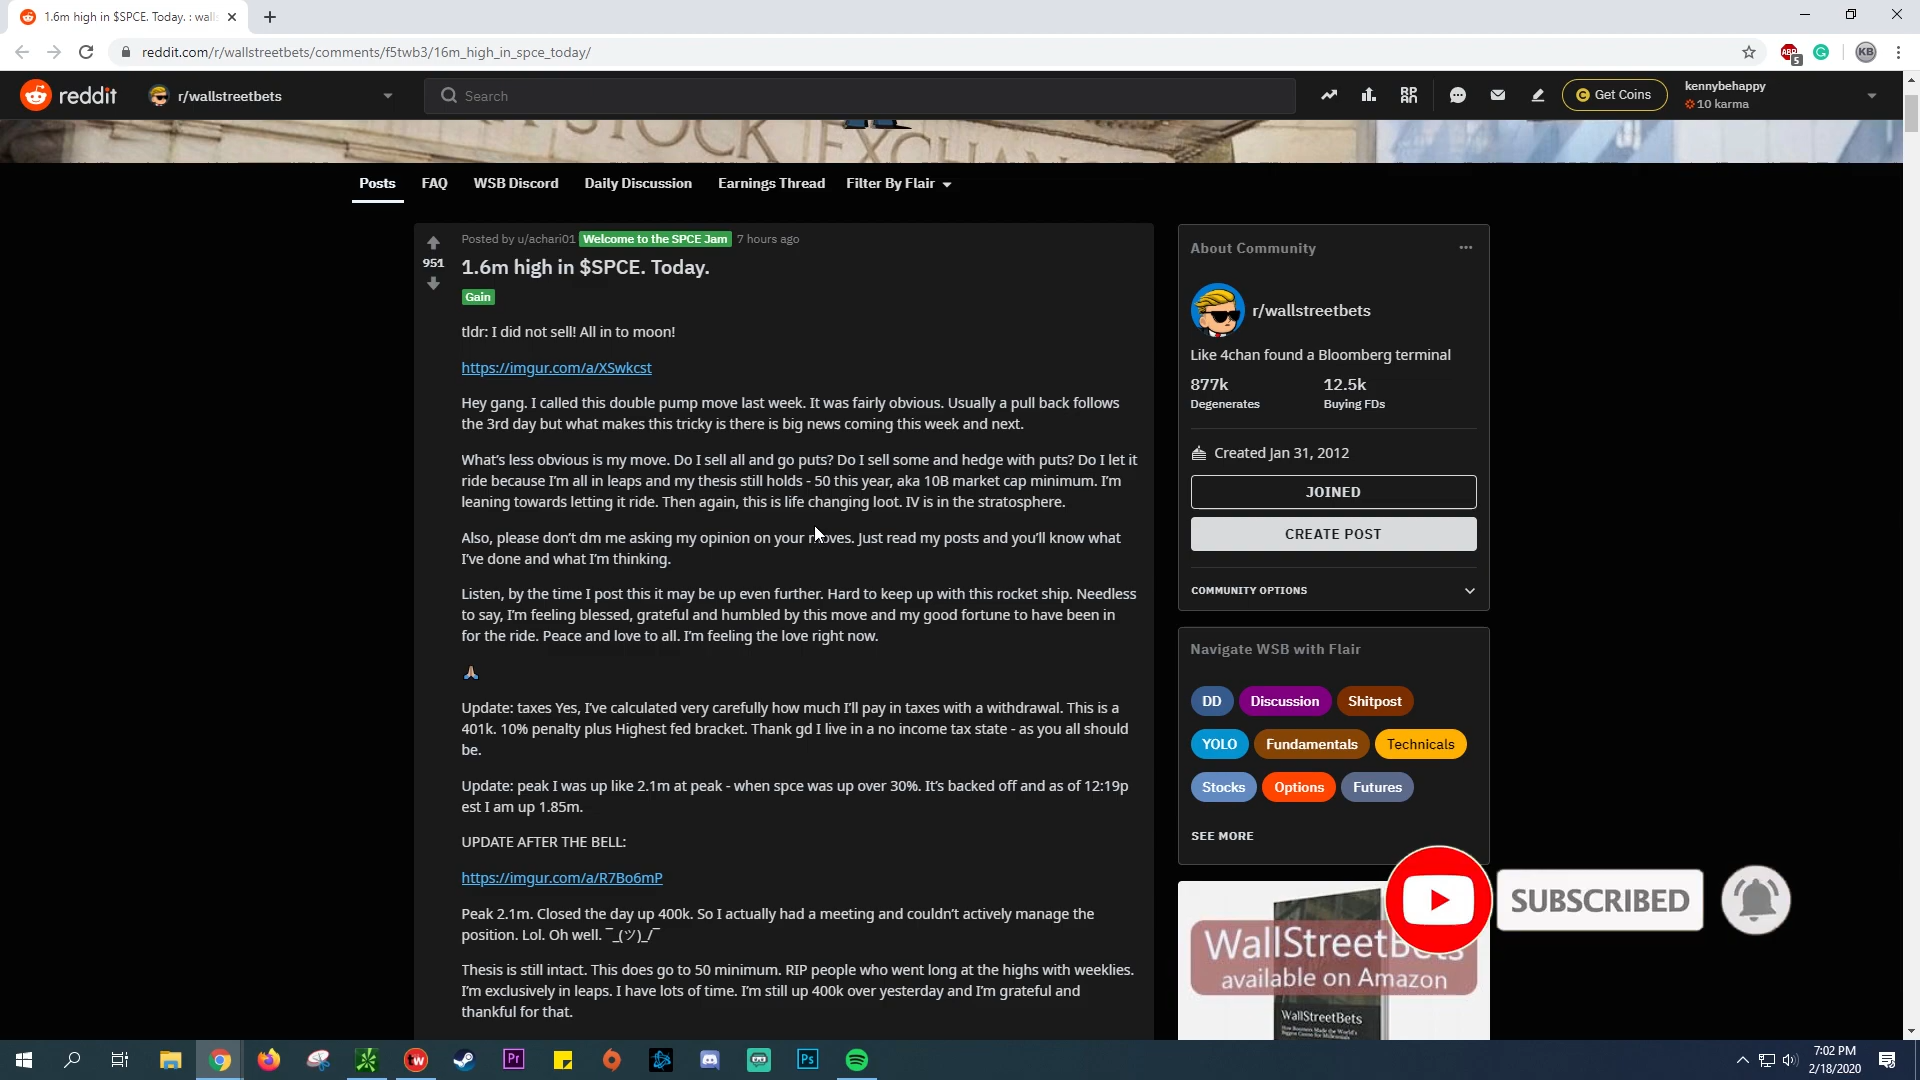 1.6m high in $SPCE. Today. : wall
reddit.com/r/wallstreetbets/comments/f5twb3/16m_high_in_spce_today/
ABP
5
KB
reddit
r/wallstreetbets
Search
Get Coins
kennybehappy
10 karma
STOCK EXCHAN
Posts
FAQ
WSB Discord
Daily Discussion
Earnings Thread
Filter By Flair
951
Posted by u/achari01 Welcome to the SPCE Jam 7 hours ago
1.6m high in $SPCE. Today.
Gain
tldr: I did not sell! All in to moon!
https://imgur.com/a/XSwkcst
Hey gang. I called this double pump move last week. It was fairly obvious. Usually a pull back follows
the 3rd day but what makes this tricky is there is big news coming this week and next.
What's less obvious is my move. Do I sell all and go puts? Do I sell some and hedge with puts? Do I let it
ride because I'm all in leaps and my thesis still holds - 50 this year, aka 10B market cap minimum. I'm
leaning towards letting it ride. Then again, this is life changing loot. IV is in the stratosphere.
Also, please don't dm me asking my opinion on your moves. Just read my posts and you'll know what
I've done and what I'm thinking.
Listen, by the time I post this it may be up even further. Hard to keep up with this rocket ship. Needless
to say, I'm feeling blessed, grateful and humbled by this move and my good fortune to have been in
for the ride. Peace and love to all. I'm feeling the love right now.
🙏🏽
Update: taxes Yes, I've calculated very carefully how much I'll pay in taxes with a withdrawal. This is a
401k. 10% penalty plus Highest fed bracket. Thank gd I live in a no income tax state - as you all should
be.
Update: peak I was up like 2.1m at peak - when spce was up over 30%. It's backed off and as of 12:19p
est I am up 1.85m.
UPDATE AFTER THE BELL:
https://imgur.com/a/R7Bo6mP
Peak 2.1m. Closed the day up 400k. So I actually had a meeting and couldn't actively manage the
position. Lol. Oh well. ¯_(ツ)_/¯
Thesis is still intact. This does go to 50 minimum. RIP people who went long at the highs with weeklies.
I'm exclusively in leaps. I have lots of time. I'm still up 400k over yesterday and I'm grateful and
thankful for that.
About Community
r/wallstreetbets
Like 4chan found a Bloomberg terminal
877k 12.5k
Degenerates Buying FDs
Created Jan 31, 2012
JOINED
CREATE POST
COMMUNITY OPTIONS
Navigate WSB with Flair
DD Discussion Shitpost
YOLO Fundamentals Technicals
Stocks Options Futures
SEE MORE
SUBSCRIBED
WallStreetBets
available on Amazon
WallStreetBets
tw
Pr
Ps
7:02 PM
2/18/2020